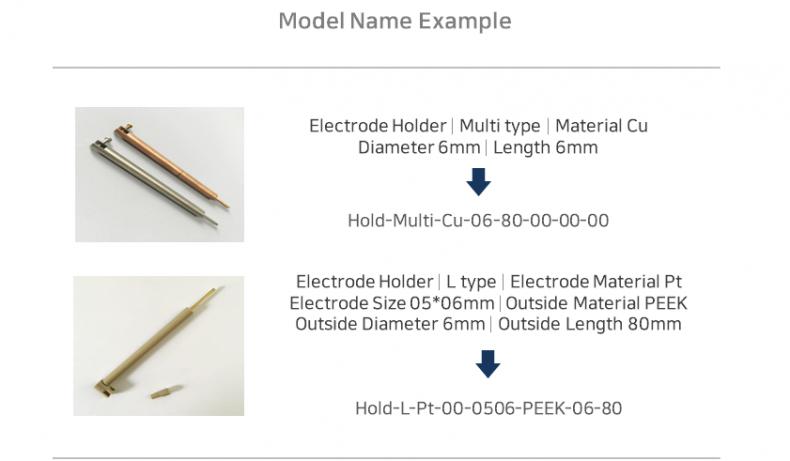 Model Name Example
Electrode Holder | Multi type | Material Cu
Diameter 6mm | Length 6mm
Hold-Multi-Cu-06-80-00-00-00
Electrode Holder | L type | Electrode Material Pt
Electrode Size 05*06mm | Outside Material PEEK
Outside Diameter 6mm | Outside Length 80mm
Hold-L-Pt-00-0506-PEEK-06-80